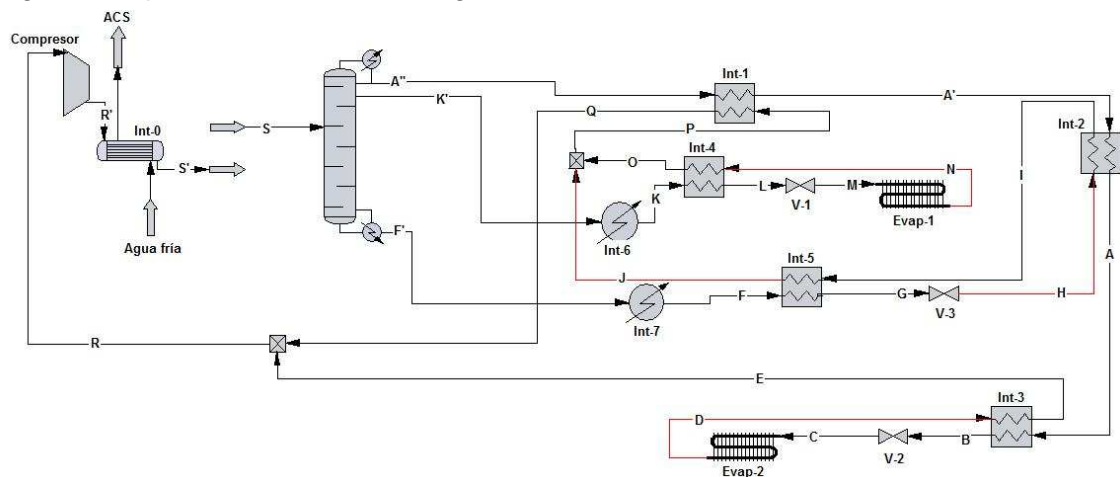 ACS
Compresor
R'
Int-0
S'
Agua fría
S
A"
K'
F'
Int-1
A'
Q
P
Int-2
O
Int-4
N
I
K
L
M
V-1
Evap-1
Int-6
A
J
Int-5
F
G
H
V-3
Int-7
R
E
Int-3
D
C
B
V-2
Evap-2